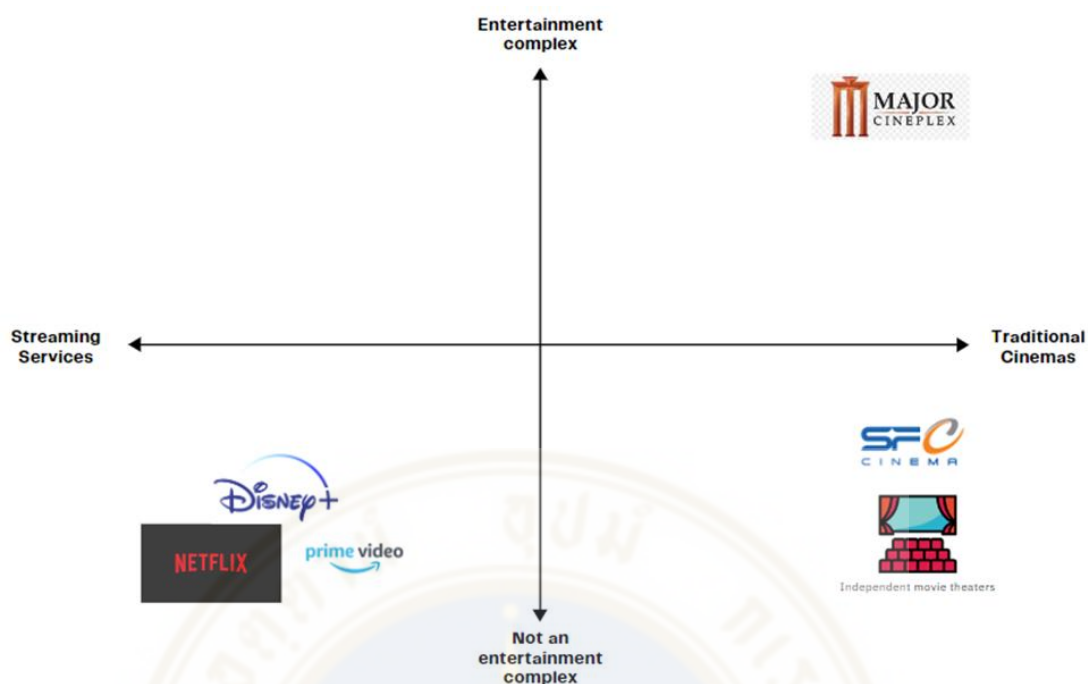 Entertainment
complex
MAJOR
CINEPLEX
Streaming
Services
Traditional
Cinemas
SFC
CINEMA
Disney+
NETFLIX
prime video
Independent movie theaters
Not an
entertainment
complex